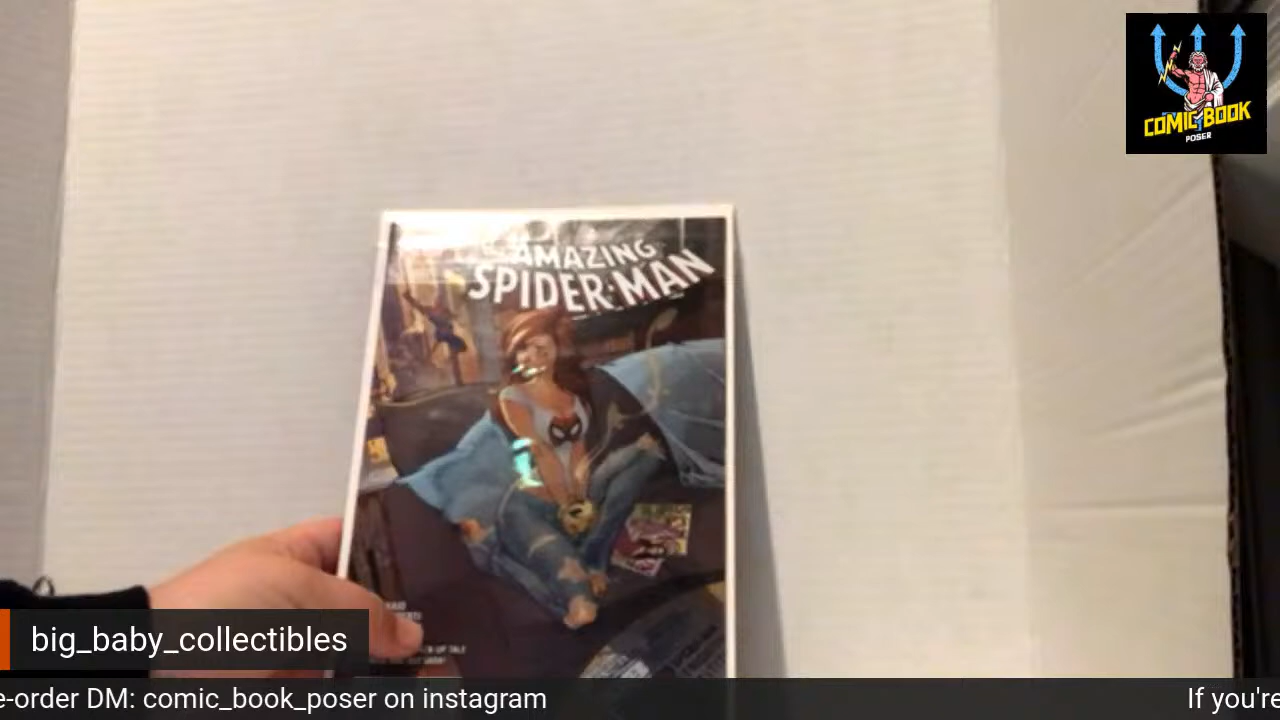 COMIC BOOK
POSER
AMAZING
SPIDER-MAN
big_baby_collectibles
e-order DM: comic_book_poser on instagram
If you're